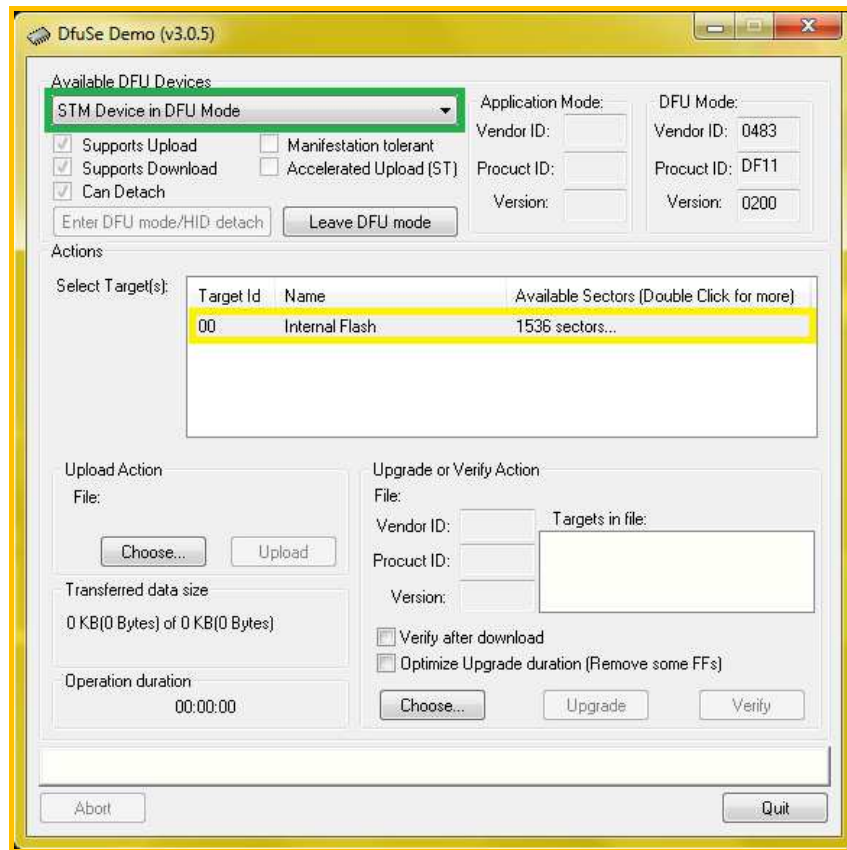 DfuSe Demo (v3.0.5)
Available DFU Devices
STM Device in DFU Mode
Supports Upload
Manifestation tolerant
Supports Download
Accelerated Upload (ST)
Can Detach
Enter DFU mode/HID detach
Leave DFU mode
Application Mode:
Vendor ID:
Procuct ID:
Version:
DFU Mode:
Vendor ID: 0483
Procuct ID: DF11
Version: 0200
Actions
Select Target(s):
Target Id Name Available Sectors (Double Click for more)
00 Internal Flash 1536 sectors...
Upload Action
File:
Choose... Upload
Transferred data size
0 KB(0 Bytes) of 0 KB(0 Bytes)
Operation duration
00:00:00
Upgrade or Verify Action
File:
Vendor ID:
Procuct ID:
Version:
Targets in file:
Verify after download
Optimize Upgrade duration (Remove some FFs)
Choose... Upgrade Verify
Abort Quit